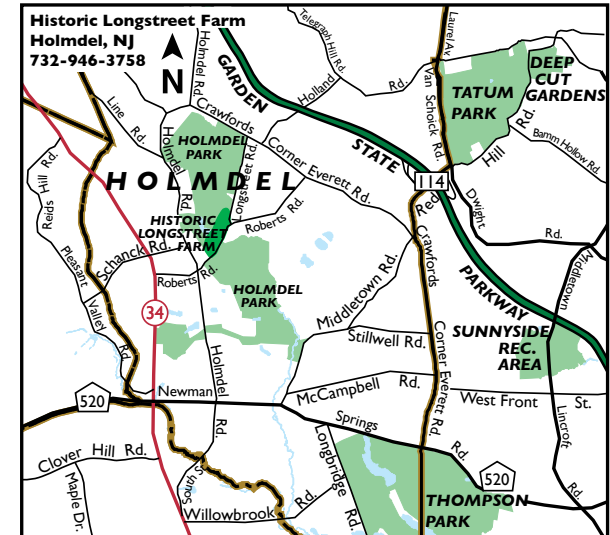 Historic Longstreet Farm
Holmdel, NJ
732-946-3758
N
Holmdel Rd.
GARDEN
Telegraph Hill Rd.
Holland Rd.
Laurel Av.
Van Schoick Rd.
TATUM
PARK
DEEP
CUT
GARDENS
Line Rd.
Crawfords
Corner Everett Rd.
HOLMDEL
PARK
Holmdel Rd.
Longstreet Rd.
STATE
114
Red Hill Rd.
Bamm Hollow Rd.
HOLMDEL
Reids Hill Rd.
HISTORIC
LONGSTREET
FARM
Roberts Rd.
Dwight Rd.
Schanck Rd.
Roberts Rd.
Pleasant Valley Rd.
HOLMDEL
PARK
Middletown Rd.
Crawfords
Corner Everett Rd.
PARKWAY
Middletown
34
Stillwell Rd.
SUNNYSIDE
REC.
AREA
Holmdel Rd.
520
Newman
McCampbell Rd.
West Front St.
Springs Rd.
Lincroft Rd.
Clover Hill Rd.
Maple Dr.
South St.
Willowbrook Rd.
Longbridge Rd.
520
THOMPSON
PARK